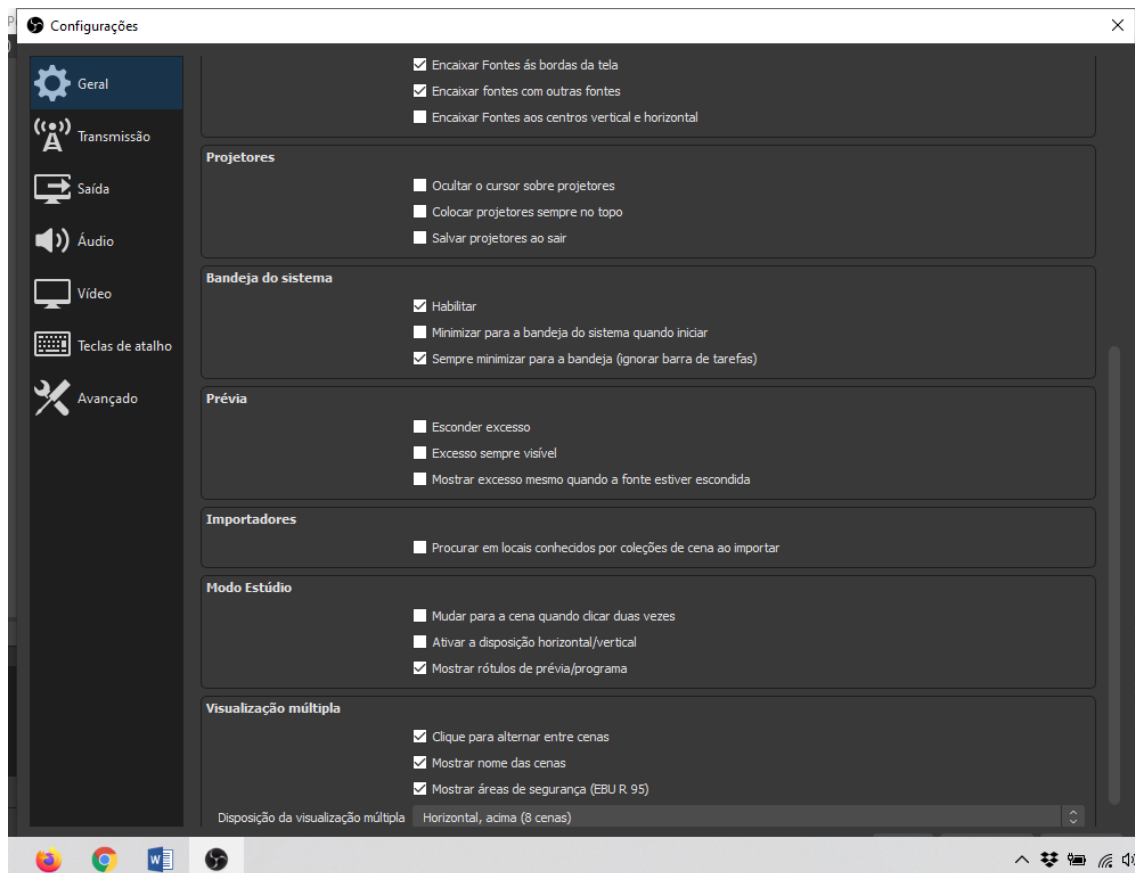 Configurações
Geral
Transmissão
Saída
Áudio
Vídeo
Teclas de atalho
Avançado
Encaixar Fontes ás bordas da tela
Encaixar fontes com outras fontes
Encaixar Fontes aos centros vertical e horizontal
Projetores
Ocultar o cursor sobre projetores
Colocar projetores sempre no topo
Salvar projetores ao sair
Bandeja do sistema
Habilitar
Minimizar para a bandeja do sistema quando iniciar
Sempre minimizar para a bandeja (ignorar barra de tarefas)
Prévia
Esconder excesso
Excesso sempre visível
Mostrar excesso mesmo quando a fonte estiver escondida
Importadores
Procurar em locais conhecidos por coleções de cena ao importar
Modo Estúdio
Mudar para a cena quando clicar duas vezes
Ativar a disposição horizontal/vertical
Mostrar rótulos de prévia/programa
Visualização múltipla
Clique para alternar entre cenas
Mostrar nome das cenas
Mostrar áreas de segurança (EBU R 95)
Disposição da visualização múltipla Horizontal, acima (8 cenas)